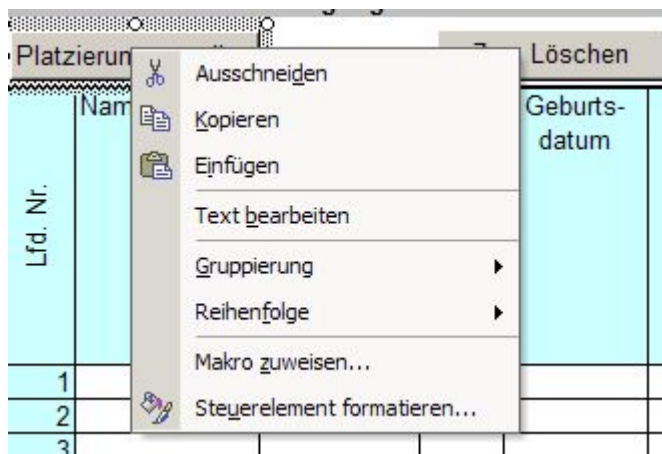 Platzierun
Löschen
Ausschneiden
Kopieren
Einfügen
Text bearbeiten
Gruppierung
Reihenfolge
Makro zuweisen...
Steuerelement formatieren...
Nam
Geburts-
datum
Lfd. Nr.
1
2
3